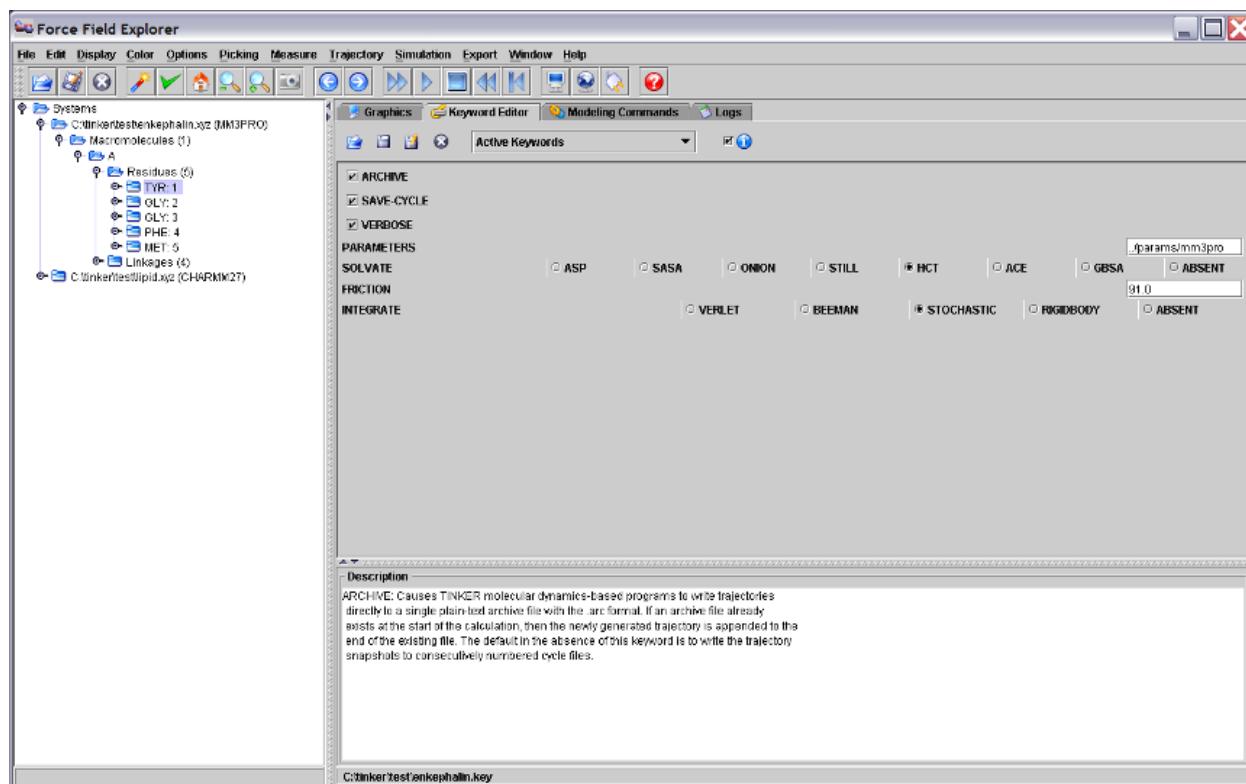 Force Field Explorer
File Edit Display Color Options Picking Measure Trajectory Simulation Export Window Help
Systems
C:\tinker\test\enkephalin.xyz (MM3PRO)
Macromolecules (1)
A
Residues (5)
TYR: 1
GLY: 2
GLY: 3
PHE: 4
MET: 5
Linkages (4)
C:\tinker\test\lipid.xyz (CHARMM27)
Graphics Keyword Editor Modeling Commands Logs
Active Keywords
ARCHIVE
SAVE-CYCLE
VERBOSE
PARAMETERS ../params/mm3pro
SOLVATE ASP SASA ONION STILL HCT ACE GBSA ABSENT
FRICTION 91.0
INTEGRATE VERLET BEEMAN STOCHASTIC RIGIDBODY ABSENT
Description
ARCHIVE: Causes TINKER molecular dynamics-based programs to write trajectories
directly to a single plain-text archive file with the .arc format. If an archive file already
exists at the start of the calculation, then the newly generated trajectory is appended to the
end of the existing file. The default in the absence of this keyword is to write the trajectory
snapshots to consecutively numbered cycle files.
C:\tinker\test\enkephalin.key